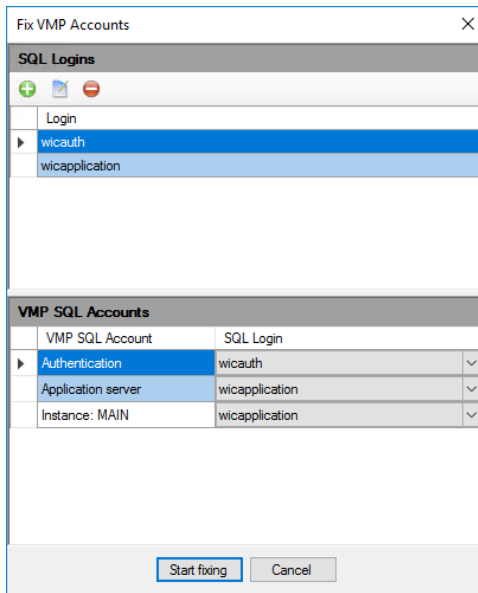 Fix VMP Accounts
SQL Logins
Login
wicauth
wicapplication
VMP SQL Accounts
VMP SQL Account SQL Login
Authentication wicauth
Application server wicapplication
Instance: MAIN wicapplication
Start fixing Cancel